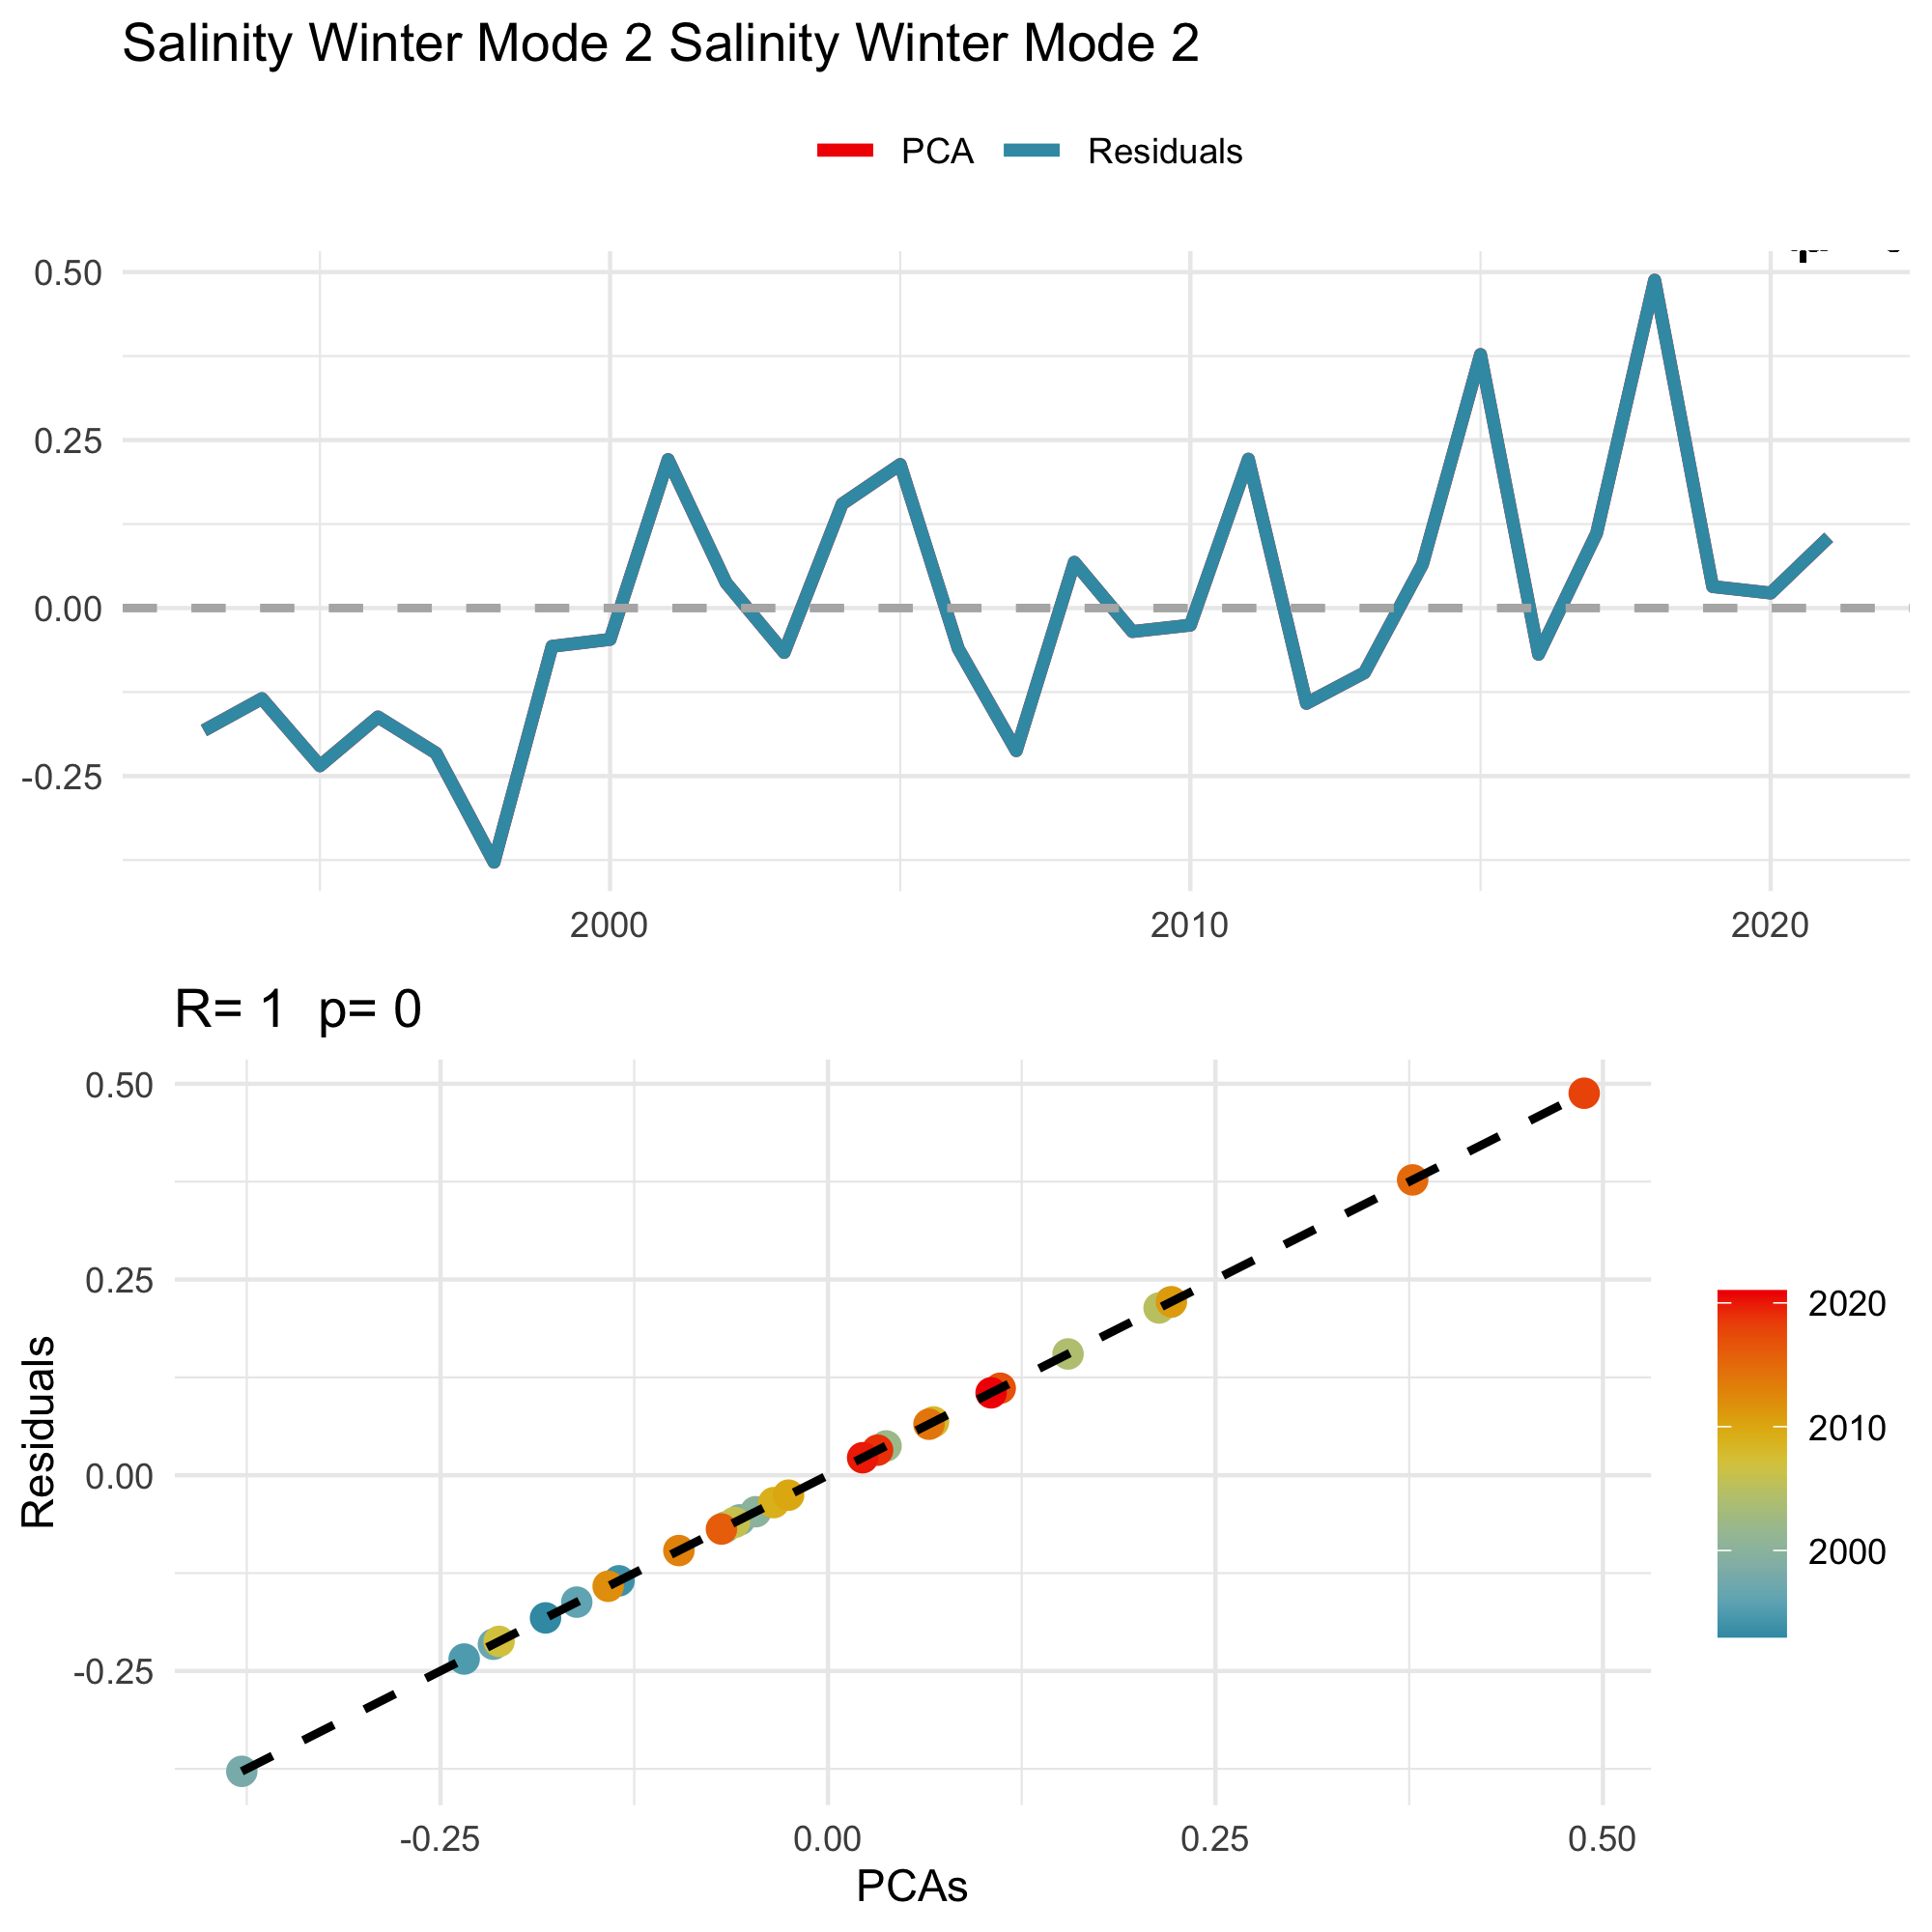 Salinity Winter Mode 2 Salinity Winter Mode 2
PCA Residuals
0.50
0.25
0.00
-0.25
2000 2010 2020
R= 1 p= 0
Residuals
0.50
0.25
0.00
-0.25
-0.25 0.00 0.25 0.50
PCAs
2020
2010
2000